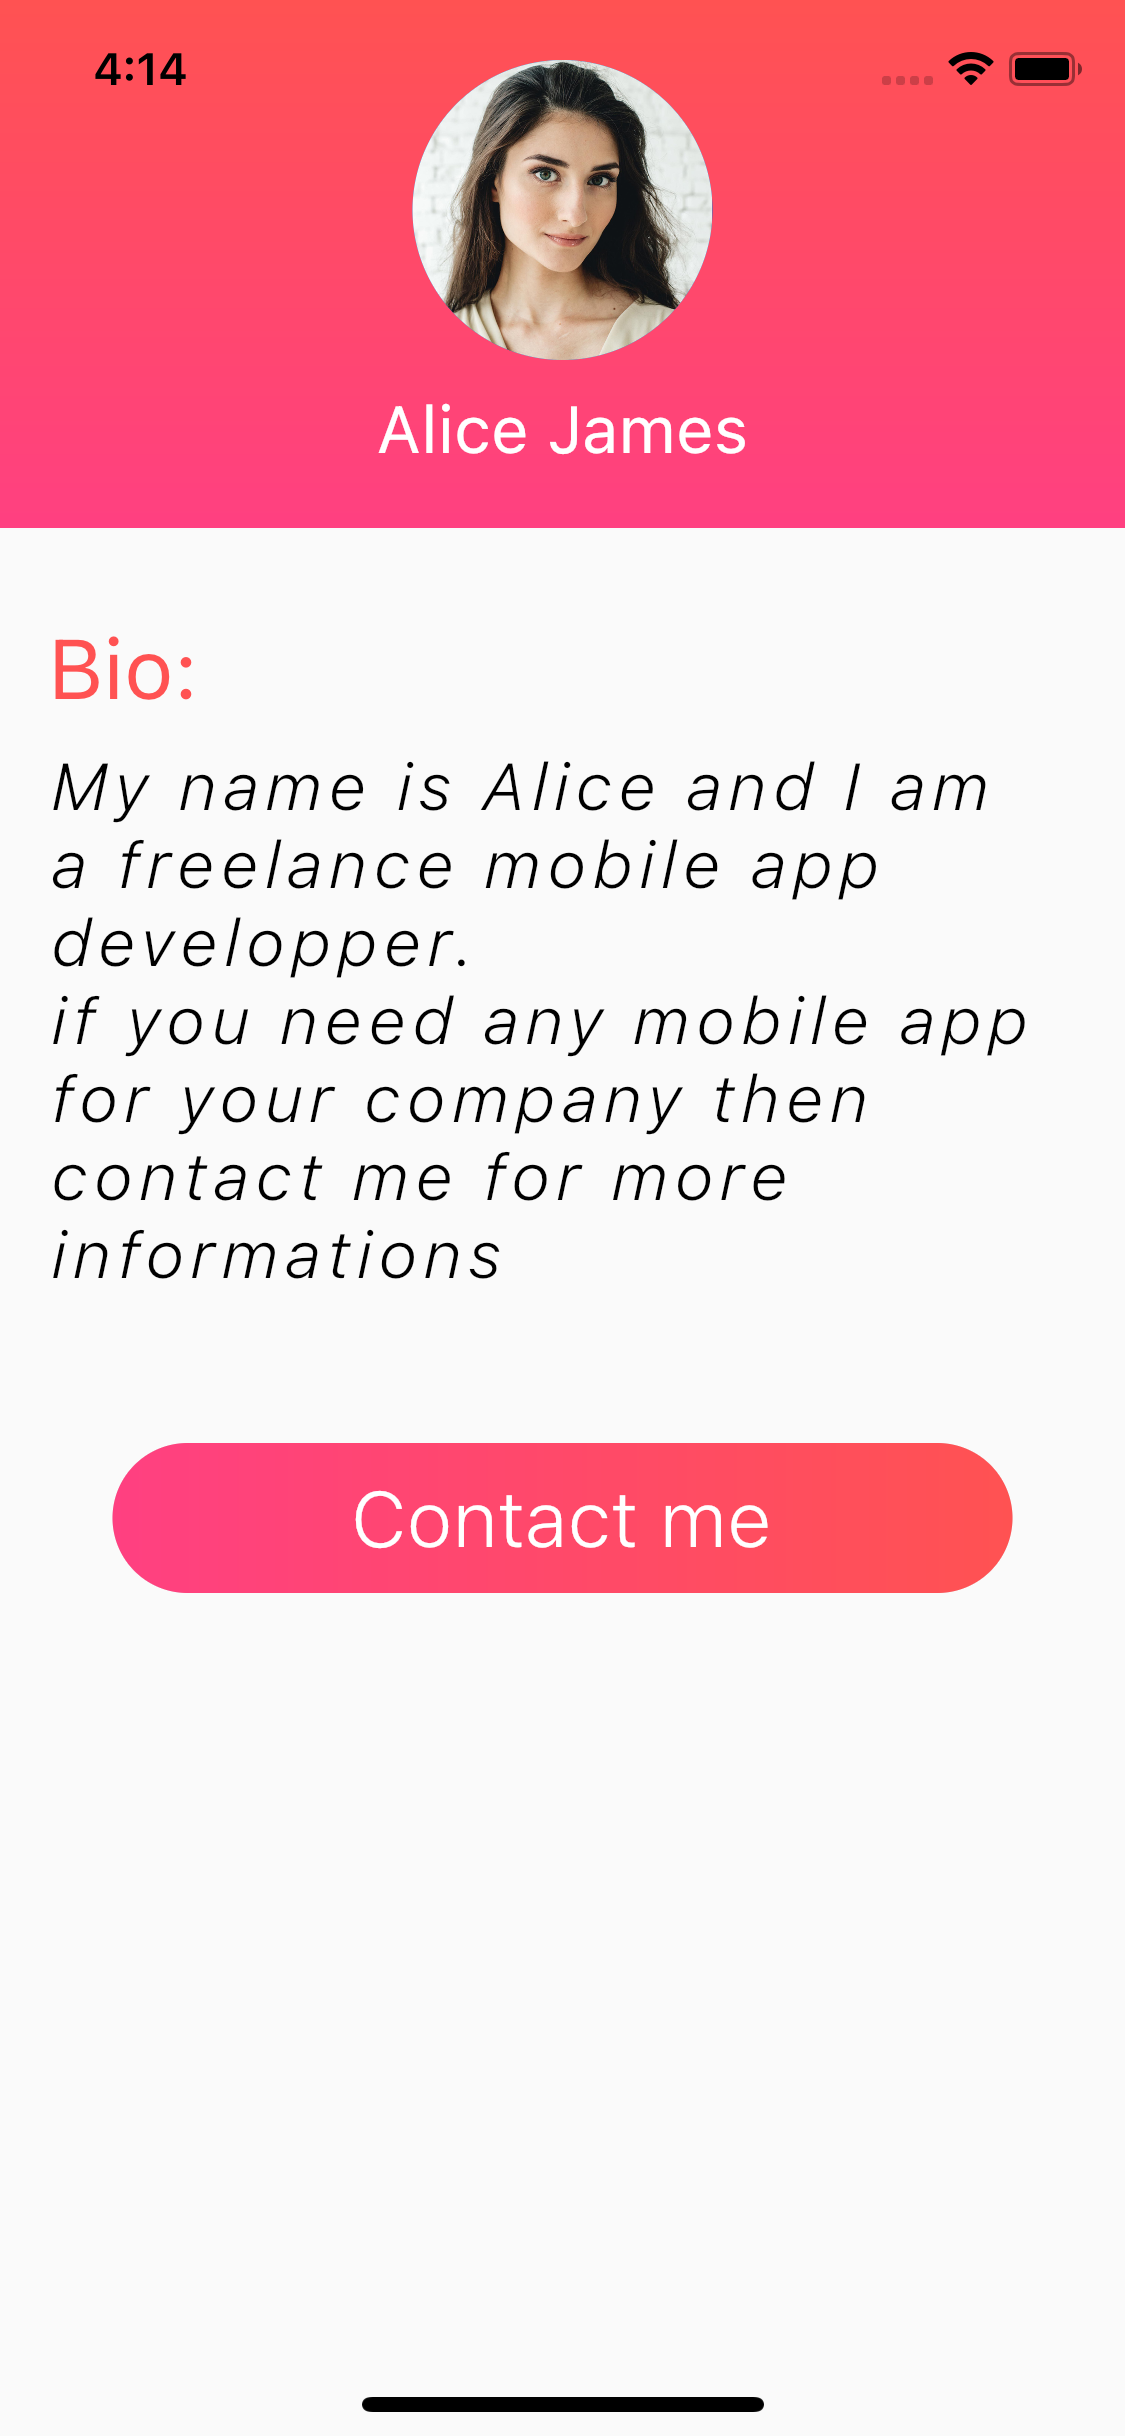 4:14
Alice James
Bio:
My name is Alice and I am
a freelance mobile app
developper.
if you need any mobile app
for your company then
contact me for more
informations
Contact me